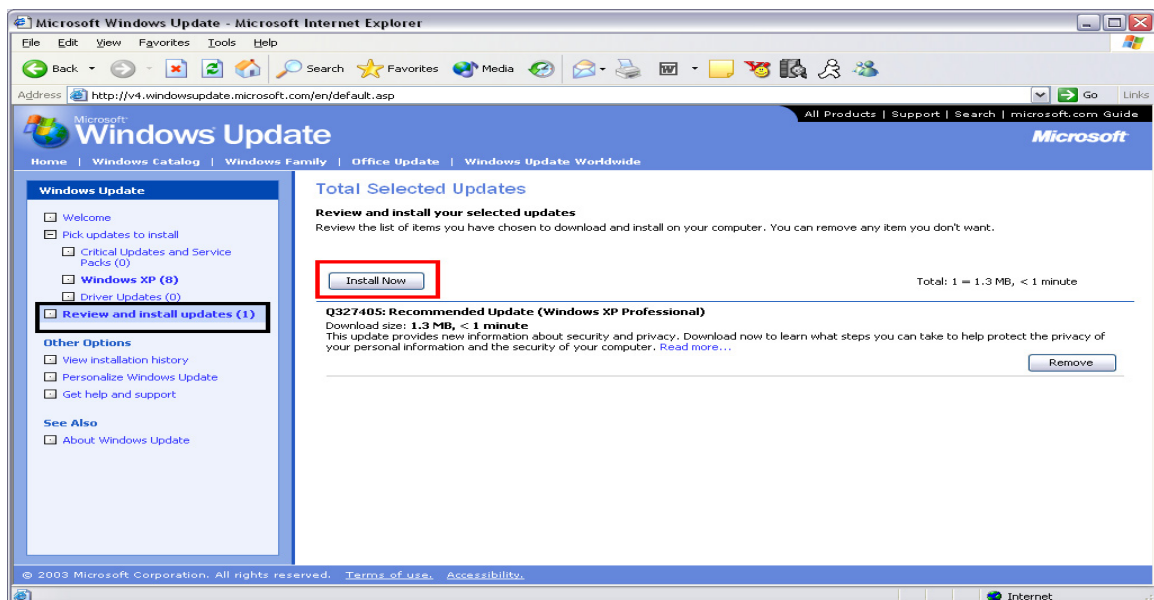 Microsoft Windows Update - Microsoft Internet Explorer
File Edit View Favorites Tools Help
Back Search Favorites Media
Address http://v4.windowsupdate.microsoft.com/en/default.asp Go Links
All Products | Support | Search | microsoft.com Guide
Microsoft
Windows Update
Microsoft
Home | Windows Catalog | Windows Family | Office Update | Windows Update Worldwide
Windows Update
Welcome
Pick updates to install
Critical Updates and Service
Packs (0)
Windows XP (8)
Driver Updates (0)
Review and install updates (1)
Other Options
View installation history
Personalize Windows Update
Get help and support
See Also
About Windows Update
Total Selected Updates
Review and install your selected updates
Review the list of items you have chosen to download and install on your computer. You can remove any item you don't want.
Install Now
Total: 1 = 1.3 MB, < 1 minute
Q327405: Recommended Update (Windows XP Professional)
Download size: 1.3 MB, < 1 minute
This update provides new information about security and privacy. Download now to learn what steps you can take to help protect the privacy of
your personal information and the security of your computer. Read more...
Remove
© 2003 Microsoft Corporation. All rights reserved. Terms of use. Accessibility.
Internet